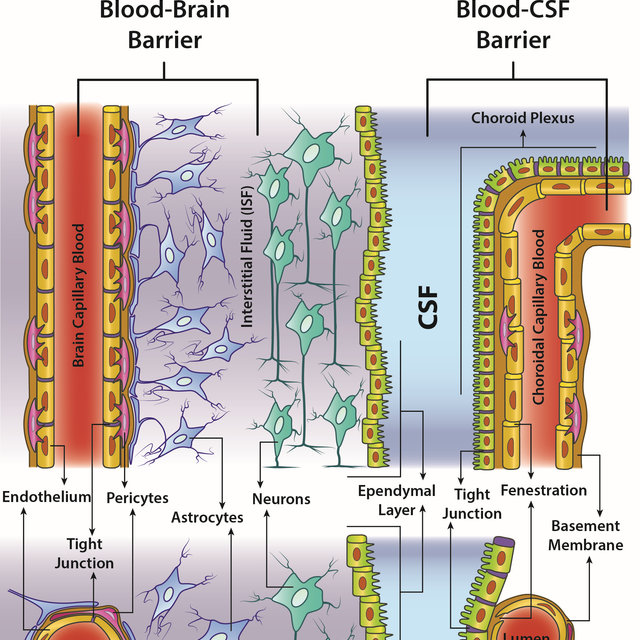 Blood-Brain
Barrier
Blood-CSF
Barrier
Choroid Plexus
Brain Capillary Blood
Interstitial Fluid (ISF)
CSF
Choroidal Capillary Blood
Endothelium
Pericytes
Astrocytes
Neurons
Ependymal
Layer
Tight
Junction
Fenestration
Basement
Membrane
Tight
Junction
Lumen